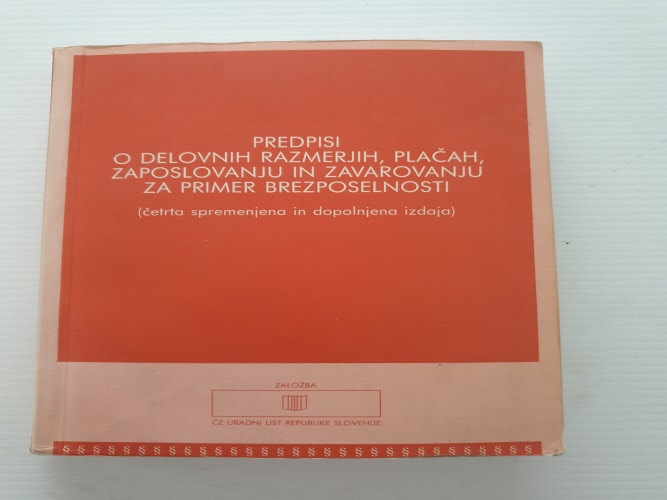 PREDPISI
O DELOVNIH RAZMERJIH, PLAČAH,
ZAPOSLOVANJU IN ZAVAROVANJU
ZA PRIMER BREZPOSELNOSTI
(četrta spremenjena in dopolnjena izdaja)
ZALOŽBA
ČZ URADNI LIST REPUBLIKE SLOVENIJE
§ § § § § § § § § § § § § § § § § § § § § § § § § § § § §